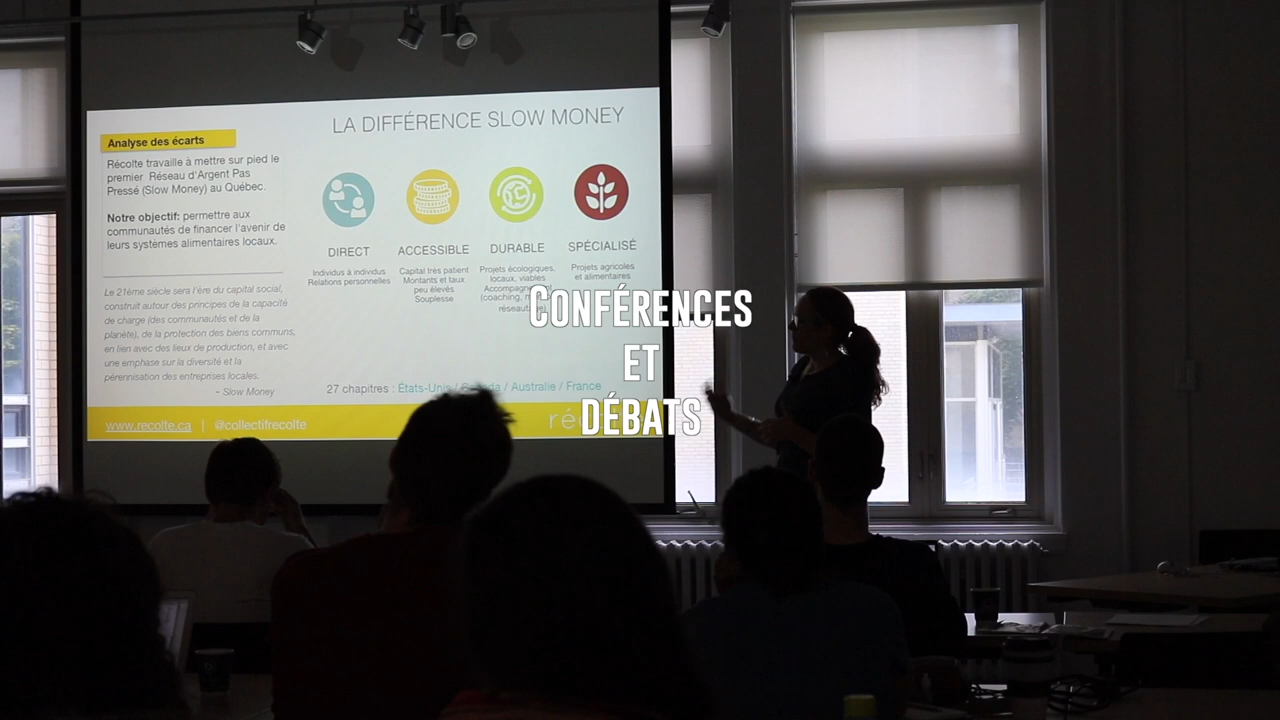 LA DIFFÉRENCE SLOW MONEY
Analyse des écarts
Récolte travaille à mettre sur pied le
premier Réseau d'Argent Pas
Pressé (Slow Money) au Québec.
Notre objectif: permettre aux
communautés de financer l'avenir de
leurs systèmes alimentaires locaux.
Le 21ème siècle sera l'ère du capital social,
construit autour des principes de la capacité
de charge (des communautés et de la
planète), de la protection des biens communs,
en lien avec des lieux de production, et avec
une emphase sur la diversité et la
pérennisation des entreprises locales.
~ Slow Money
DIRECT
Individus à individus
Relations personnelles
ACCESSIBLE
Capital très patient
Montants et taux
peu élevés
Souplesse
DURABLE
Projets écologiques,
locaux, viables
(coaching,
SPÉCIALISÉ
Projets agricoles
et alimentaires
27 chapitres : États-Unis / / Australie / France
www.recolte.ca | @collectifrecolte
CONFÉRENCES
ET
DÉBATS